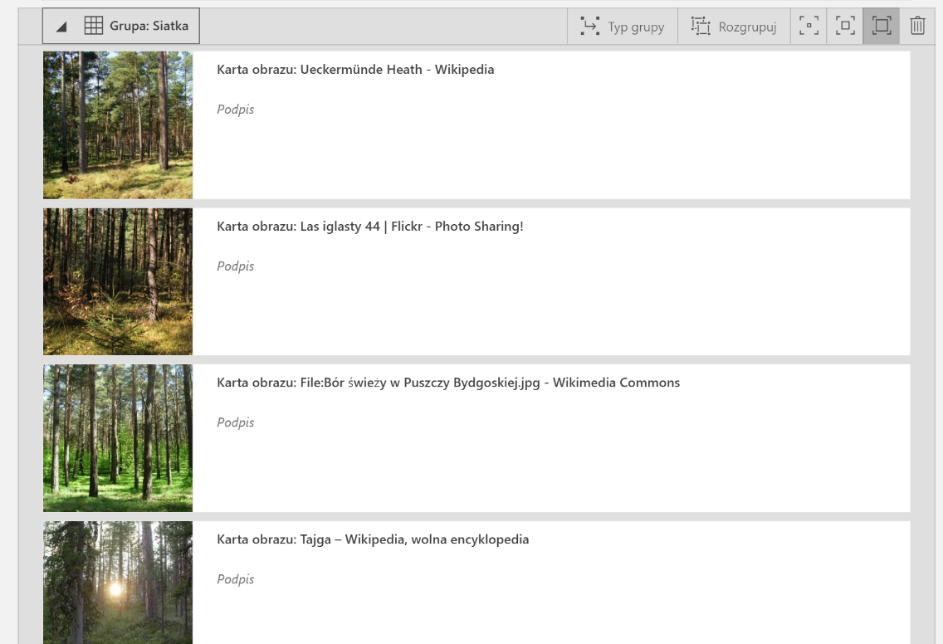 Grupa: Siatka
Typ grupy
Rozgrupuj
Karta obrazu: Ueckermünde Heath - Wikipedia
Podpis
Karta obrazu: Las iglasty 44 | Flickr - Photo Sharing!
Podpis
Karta obrazu: File:Bór świeży w Puszczy Bydgoskiej.jpg - Wikimedia Commons
Podpis
Karta obrazu: Tajga – Wikipedia, wolna encyklopedia
Podpis